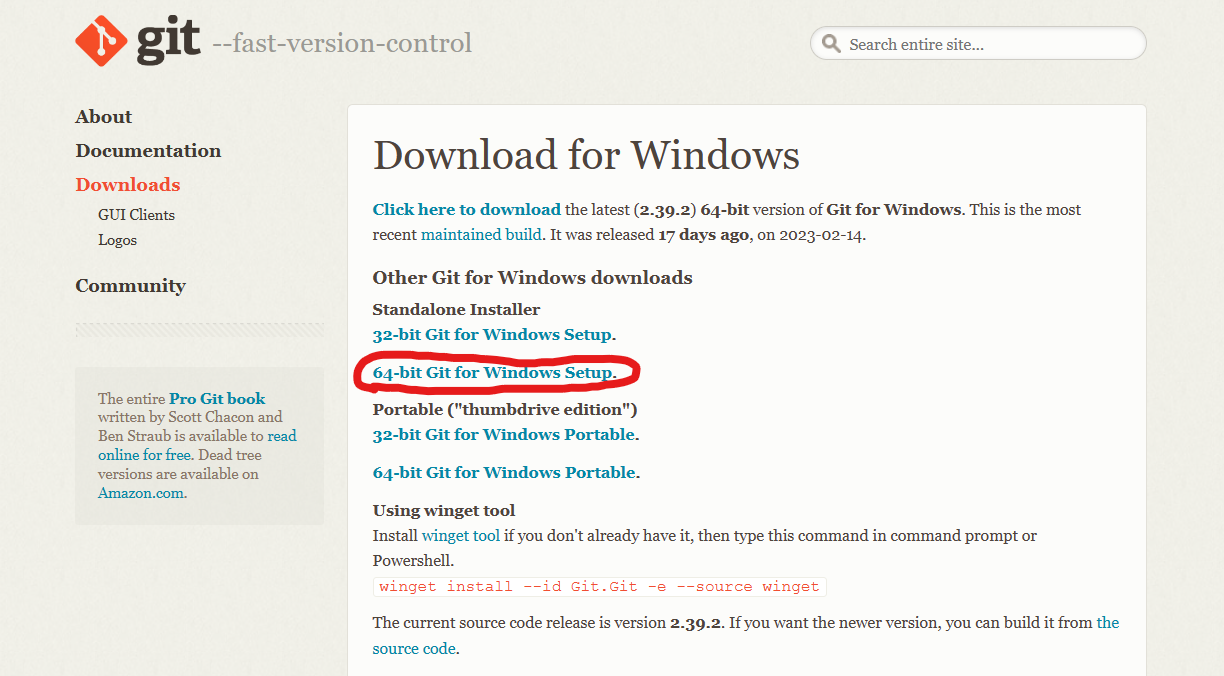 git --fast-version-control
Search entire site...
About
Documentation
Downloads
GUI Clients
Logos
Community
The entire Pro Git book
written by Scott Chacon and
Ben Straub is available to read
online for free. Dead tree
versions are available on
Amazon.com.
Download for Windows
Click here to download the latest (2.39.2) 64-bit version of Git for Windows. This is the most
recent maintained build. It was released 17 days ago, on 2023-02-14.
Other Git for Windows downloads
Standalone Installer
32-bit Git for Windows Setup.
64-bit Git for Windows Setup.
Portable ("thumbdrive edition")
32-bit Git for Windows Portable.
64-bit Git for Windows Portable.
Using winget tool
Install winget tool if you don't already have it, then type this command in command prompt or
Powershell.
winget install --id Git.Git -e --source winget
The current source code release is version 2.39.2. If you want the newer version, you can build it from the
source code.